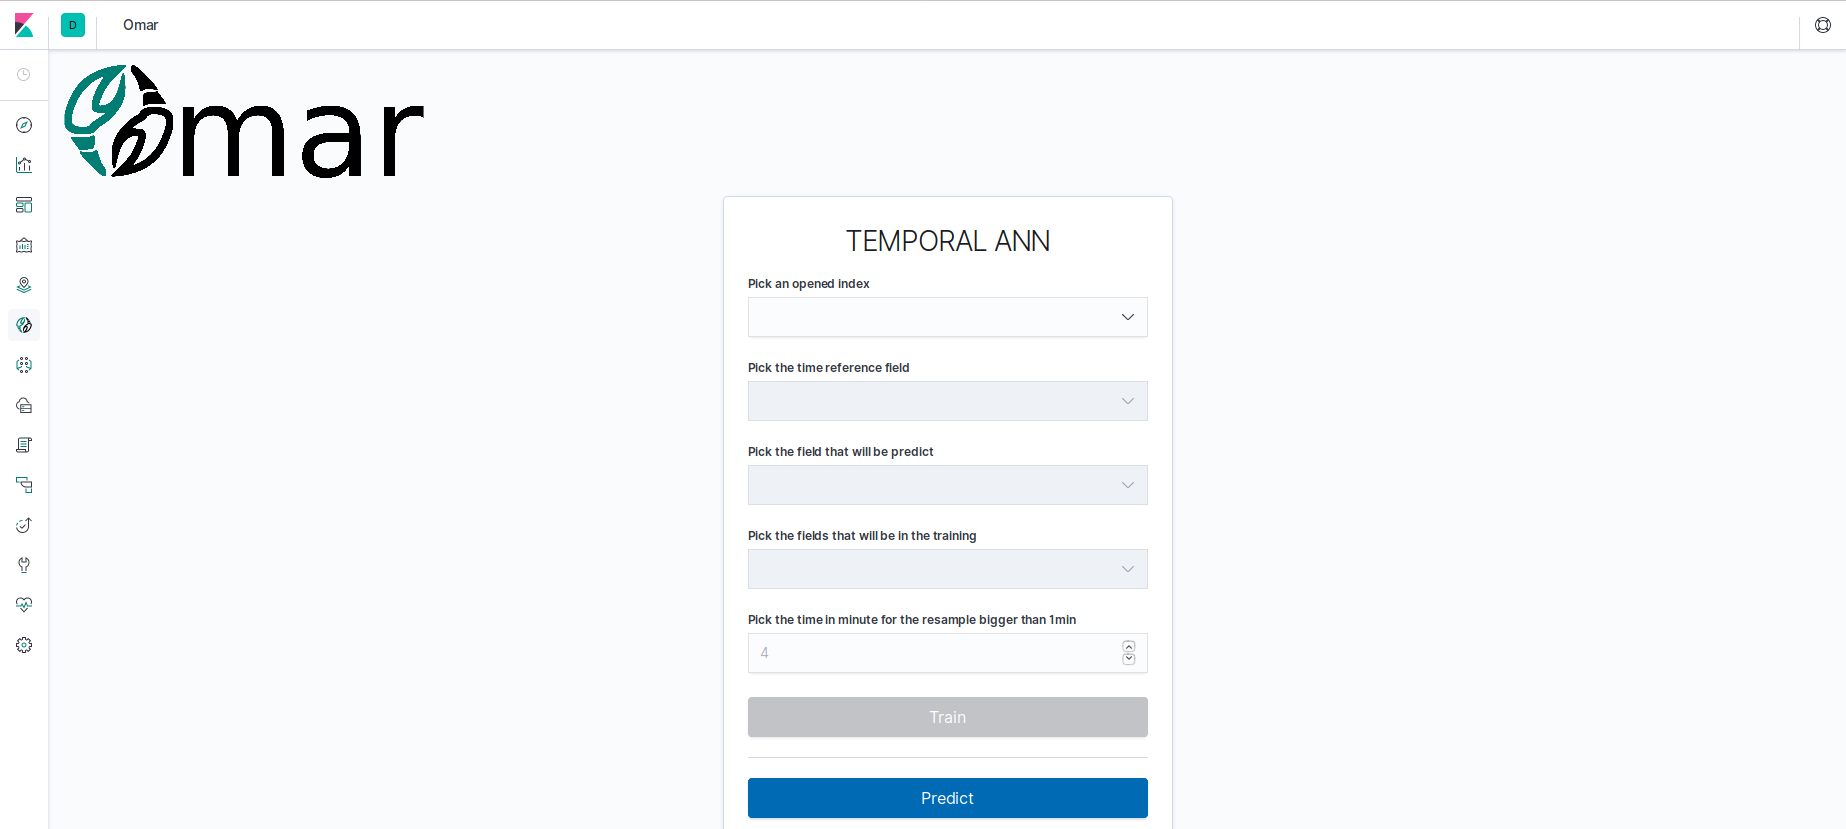 D
Omar
Omar
TEMPORAL ANN
Pick an opened index
Pick the time reference field
Pick the field that will be predict
Pick the fields that will be in the training
Pick the time in minute for the resample bigger than 1min
4
Train
Predict